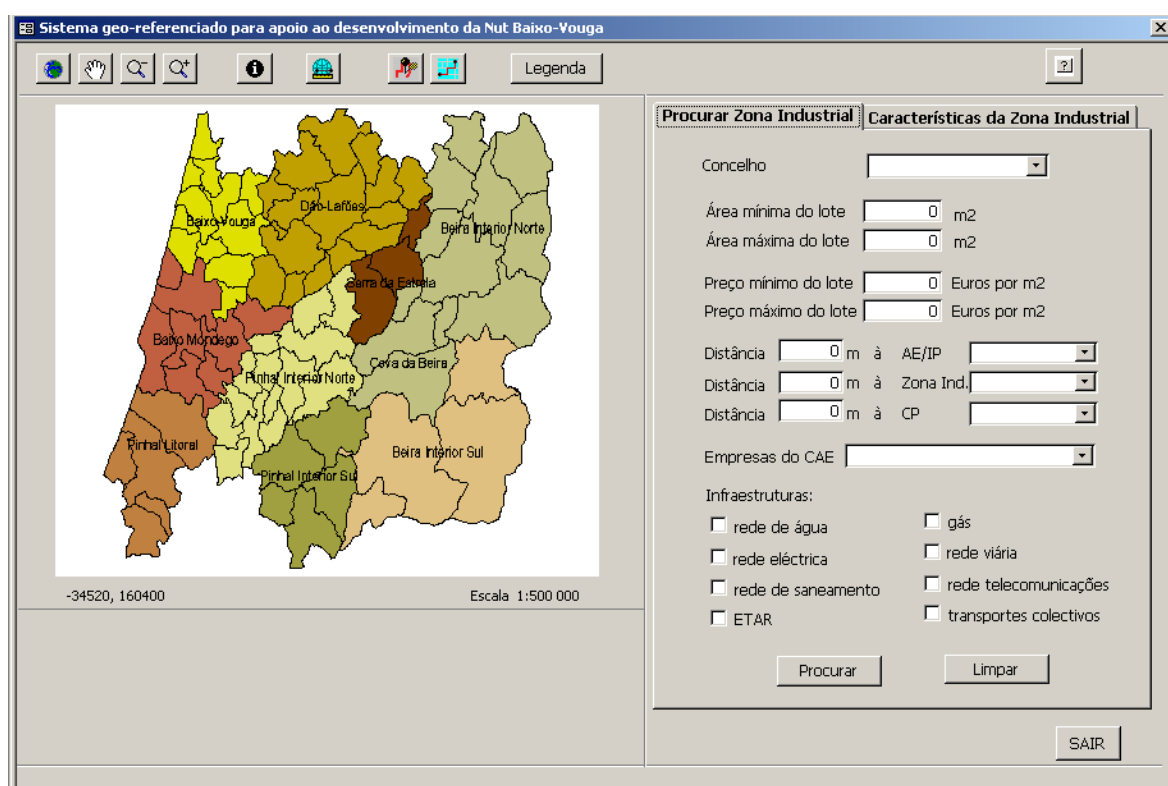 Sistema geo-referenciado para apoio ao desenvolvimento da Nut Baixo-Vouga
Legenda
?
Baixo-Vouga
Dão-Lafões
Beira Interior Norte
Serra da Estrela
Baixo Mondego
Cova da Beira
Pinhal Interior Norte
Pinhal Litoral
Beira Interior Sul
Pinhal Interior Sul
-34520, 160400
Escala 1:500 000
Procurar Zona Industrial
Características da Zona Industrial
Concelho
Área mínima do lote 0 m2
Área máxima do lote 0 m2
Preço mínimo do lote 0 Euros por m2
Preço máximo do lote 0 Euros por m2
Distância 0 m à AE/IP
Distância 0 m à Zona Ind.
Distância 0 m à CP
Empresas do CAE
Infraestruturas:
rede de água
gás
rede eléctrica
rede viária
rede de saneamento
rede telecomunicações
ETAR
transportes colectivos
Procurar
Limpar
SAIR